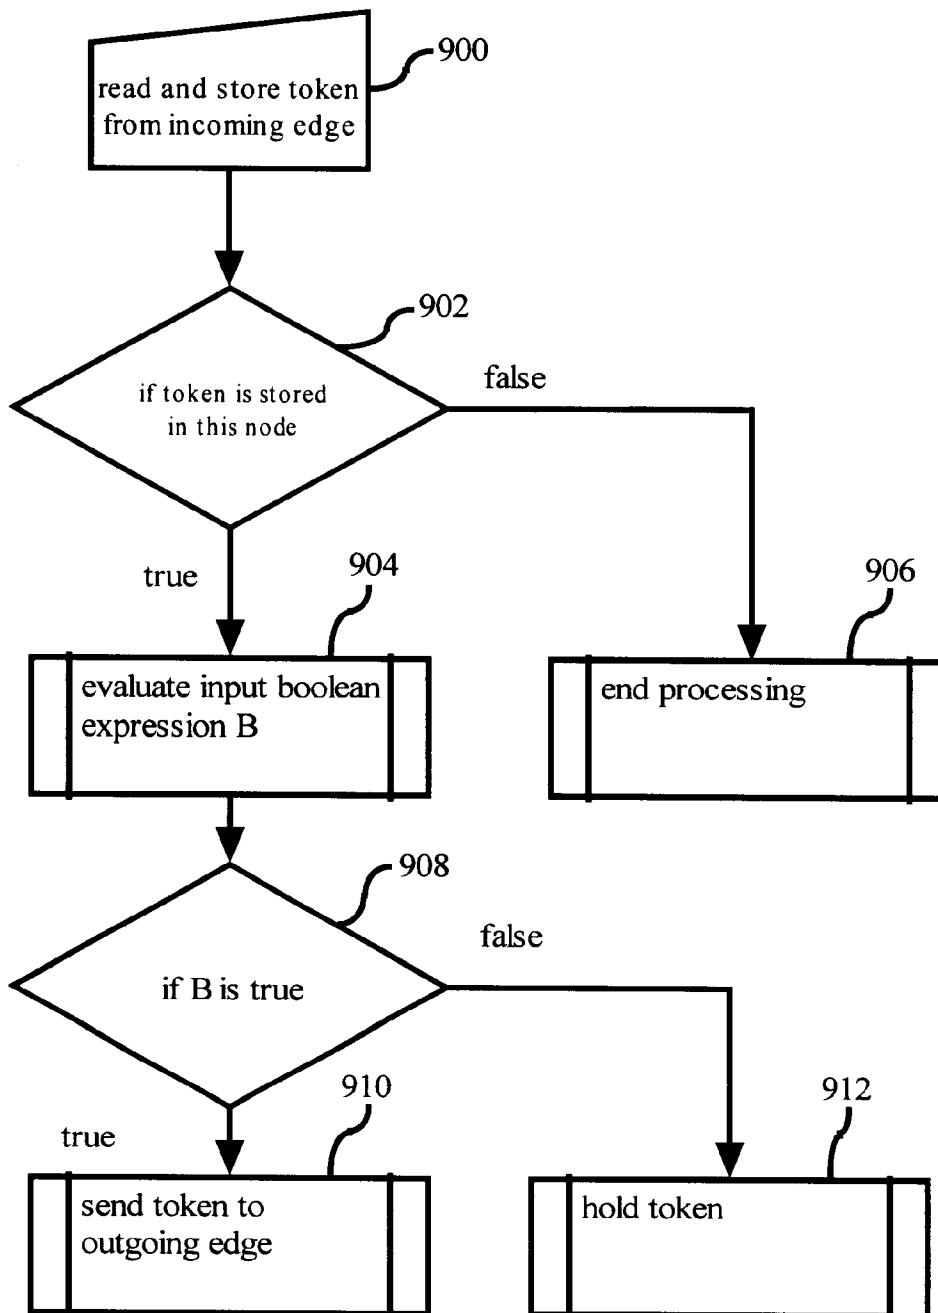 900
read and store token
from incoming edge
902
if token is stored
in this node
false
true
904
906
evaluate input boolean
expression B
end processing
908
if B is true
false
true
910
912
send token to
outgoing edge
hold token